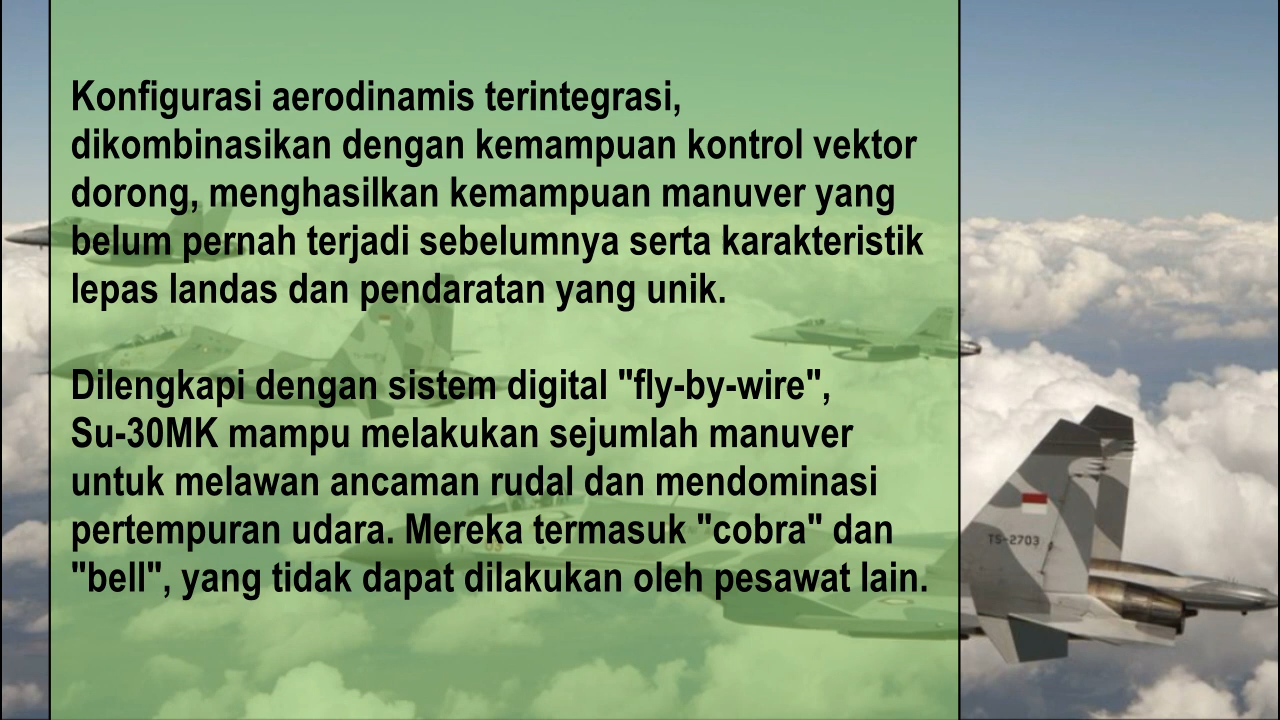 Konfigurasi aerodinamis terintegrasi,
dikombinasikan dengan kemampuan kontrol vektor
dorong, menghasilkan kemampuan manuver yang
belum pernah terjadi sebelumnya serta karakteristik
lepas landas dan pendaratan yang unik.
Dilengkapi dengan sistem digital "fly-by-wire",
Su-30MK mampu melakukan sejumlah manuver
untuk melawan ancaman rudal dan mendominasi
pertempuran udara. Mereka termasuk "cobra" dan
"bell", yang tidak dapat dilakukan oleh pesawat lain.
03
TS-2703